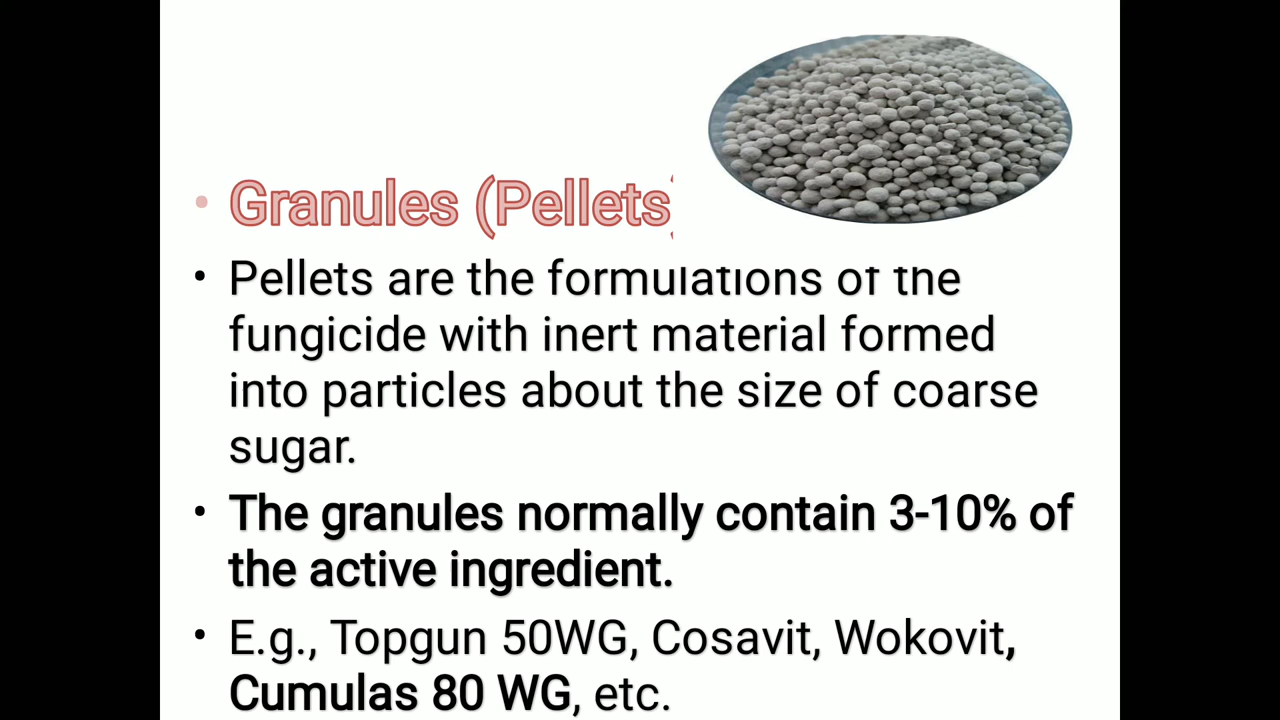 • Granules (Pellets)
• Pellets are the formulations of the
fungicide with inert material formed
into particles about the size of coarse
sugar.
• The granules normally contain 3-10% of
the active ingredient.
• E.g., Topgun 50WG, Cosavit, Wokovit,
Cumulas 80 WG, etc.